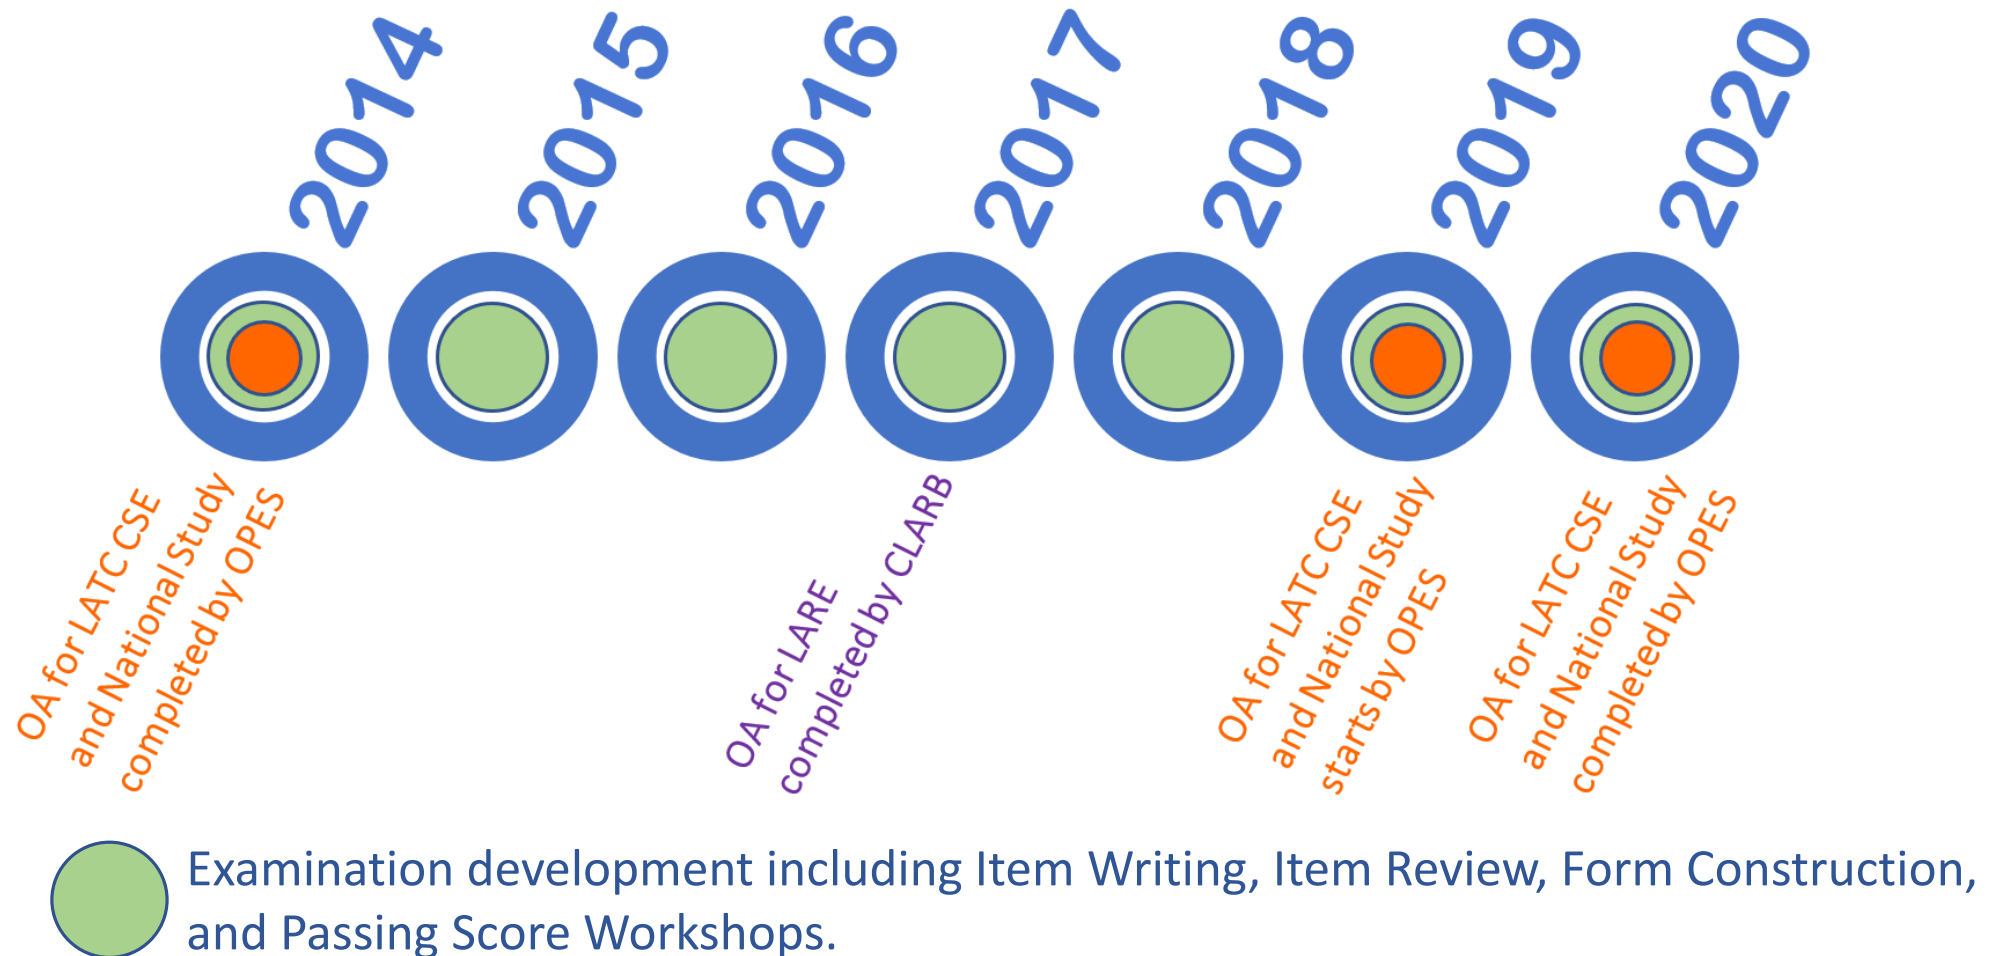 2014
2015
2016
2017
2018
2019
2020
OA for LATC CSE
and National Study
completed by OPES
OA for LARE
completed by CLARB
OA for LATC CSE
and National Study
starts by OPES
OA for LATC CSE
and National Study
completed by OPES
Examination development including Item Writing, Item Review, Form Construction,
and Passing Score Workshops.